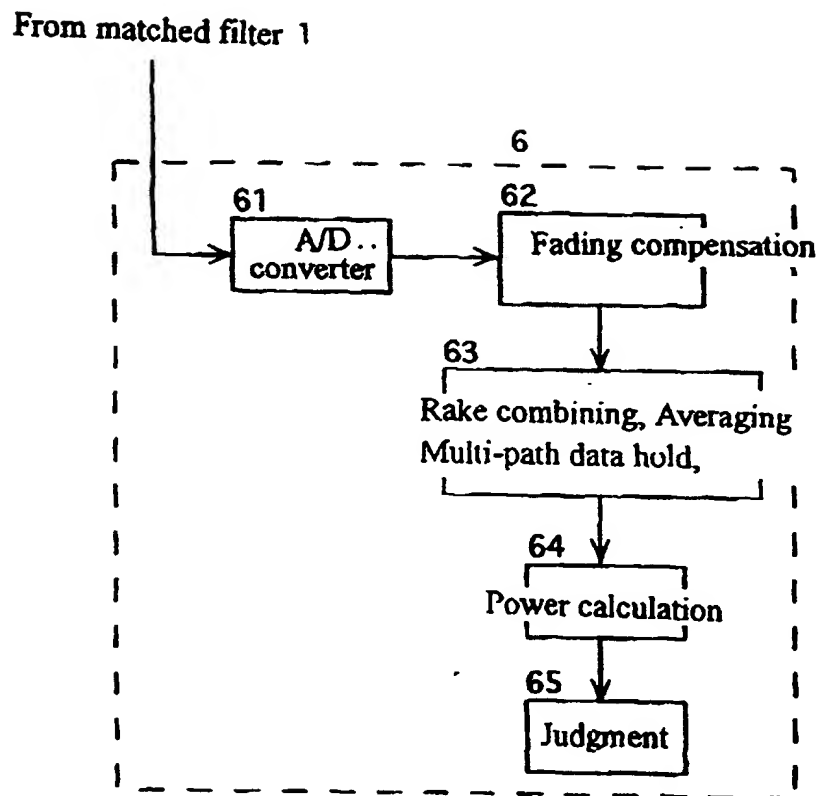 From matched filter 1
6
61
A/D..
converter
62
Fading compensation
63
Rake combining, Averaging
Multi-path data hold,
64
Power calculation
65
Judgment